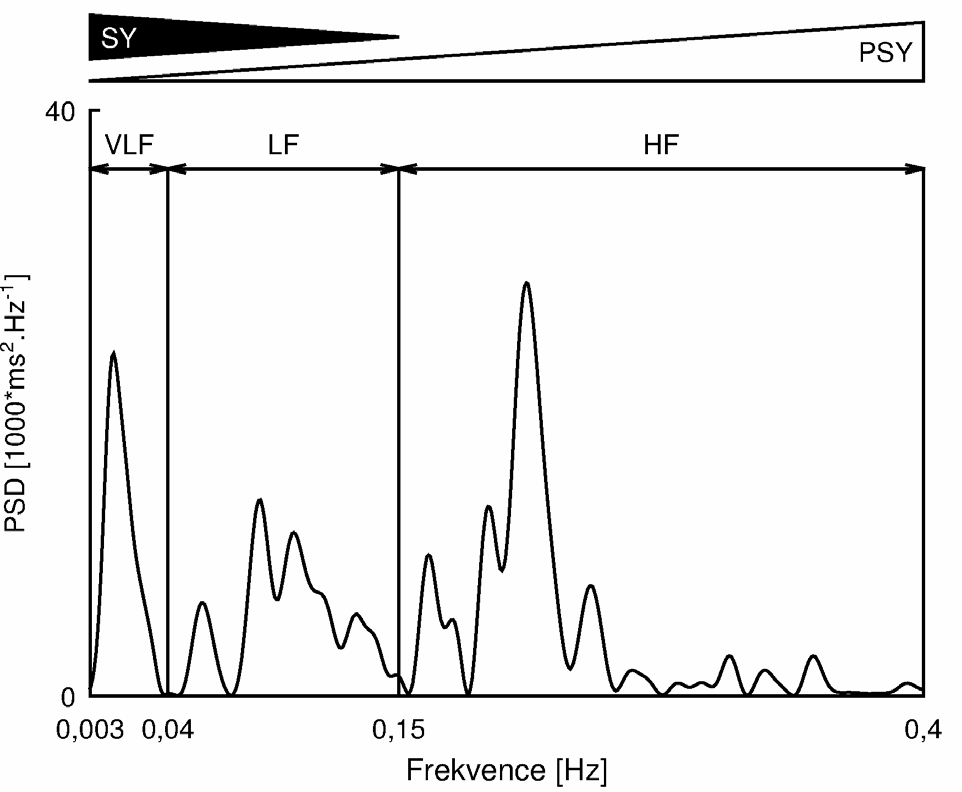 SY
PSY
40
VLF LF HF
PSD [1000*ms².Hz⁻¹]
0
0,003 0,04 0,15 0,4
Frekvence [Hz]